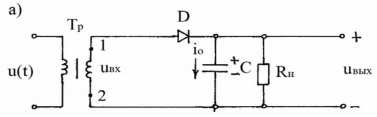 а)
Тр
D
1
iо
+
+
u(t)
uвх
− C
Rн
uвых
2
−